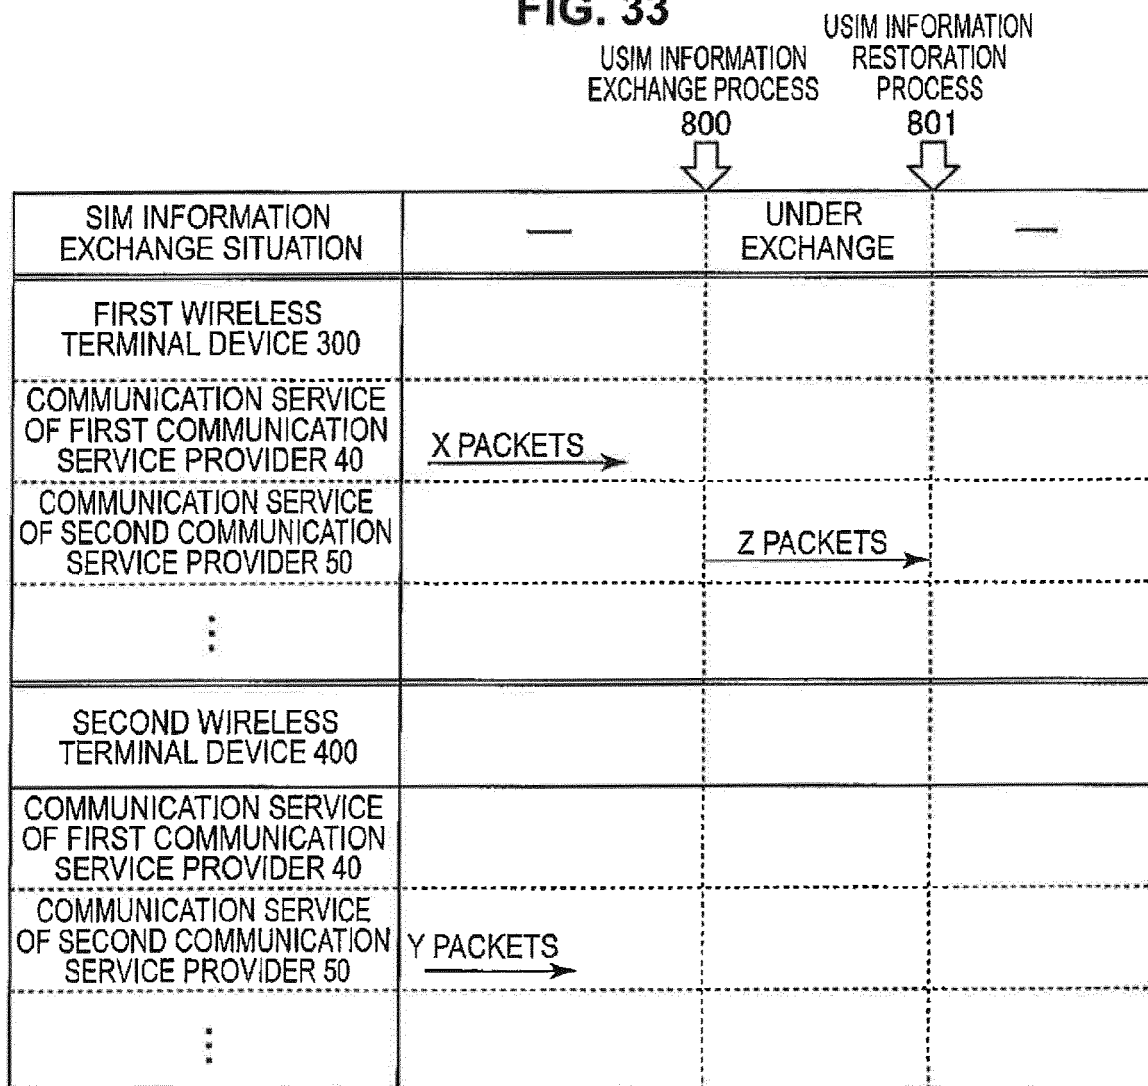 FIG. 33
USIM INFORMATION
EXCHANGE PROCESS
800
USIM INFORMATION
RESTORATION
PROCESS
801
SIM INFORMATION
EXCHANGE SITUATION
—
UNDER
EXCHANGE
—
FIRST WIRELESS
TERMINAL DEVICE 300
COMMUNICATION SERVICE
OF FIRST COMMUNICATION
SERVICE PROVIDER 40
X PACKETS
COMMUNICATION SERVICE
OF SECOND COMMUNICATION
SERVICE PROVIDER 50
Z PACKETS
SECOND WIRELESS
TERMINAL DEVICE 400
COMMUNICATION SERVICE
OF FIRST COMMUNICATION
SERVICE PROVIDER 40
COMMUNICATION SERVICE
OF SECOND COMMUNICATION
SERVICE PROVIDER 50
Y PACKETS